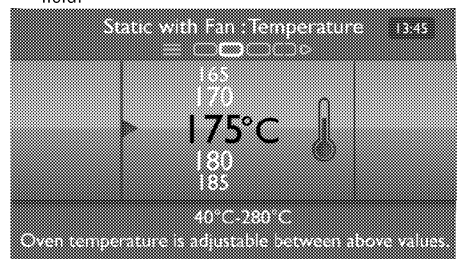 Static with Fan : Temperature
13:45
165
170
175°C
180
185
40°C-280°C
Oven temperature is adjustable between above values.